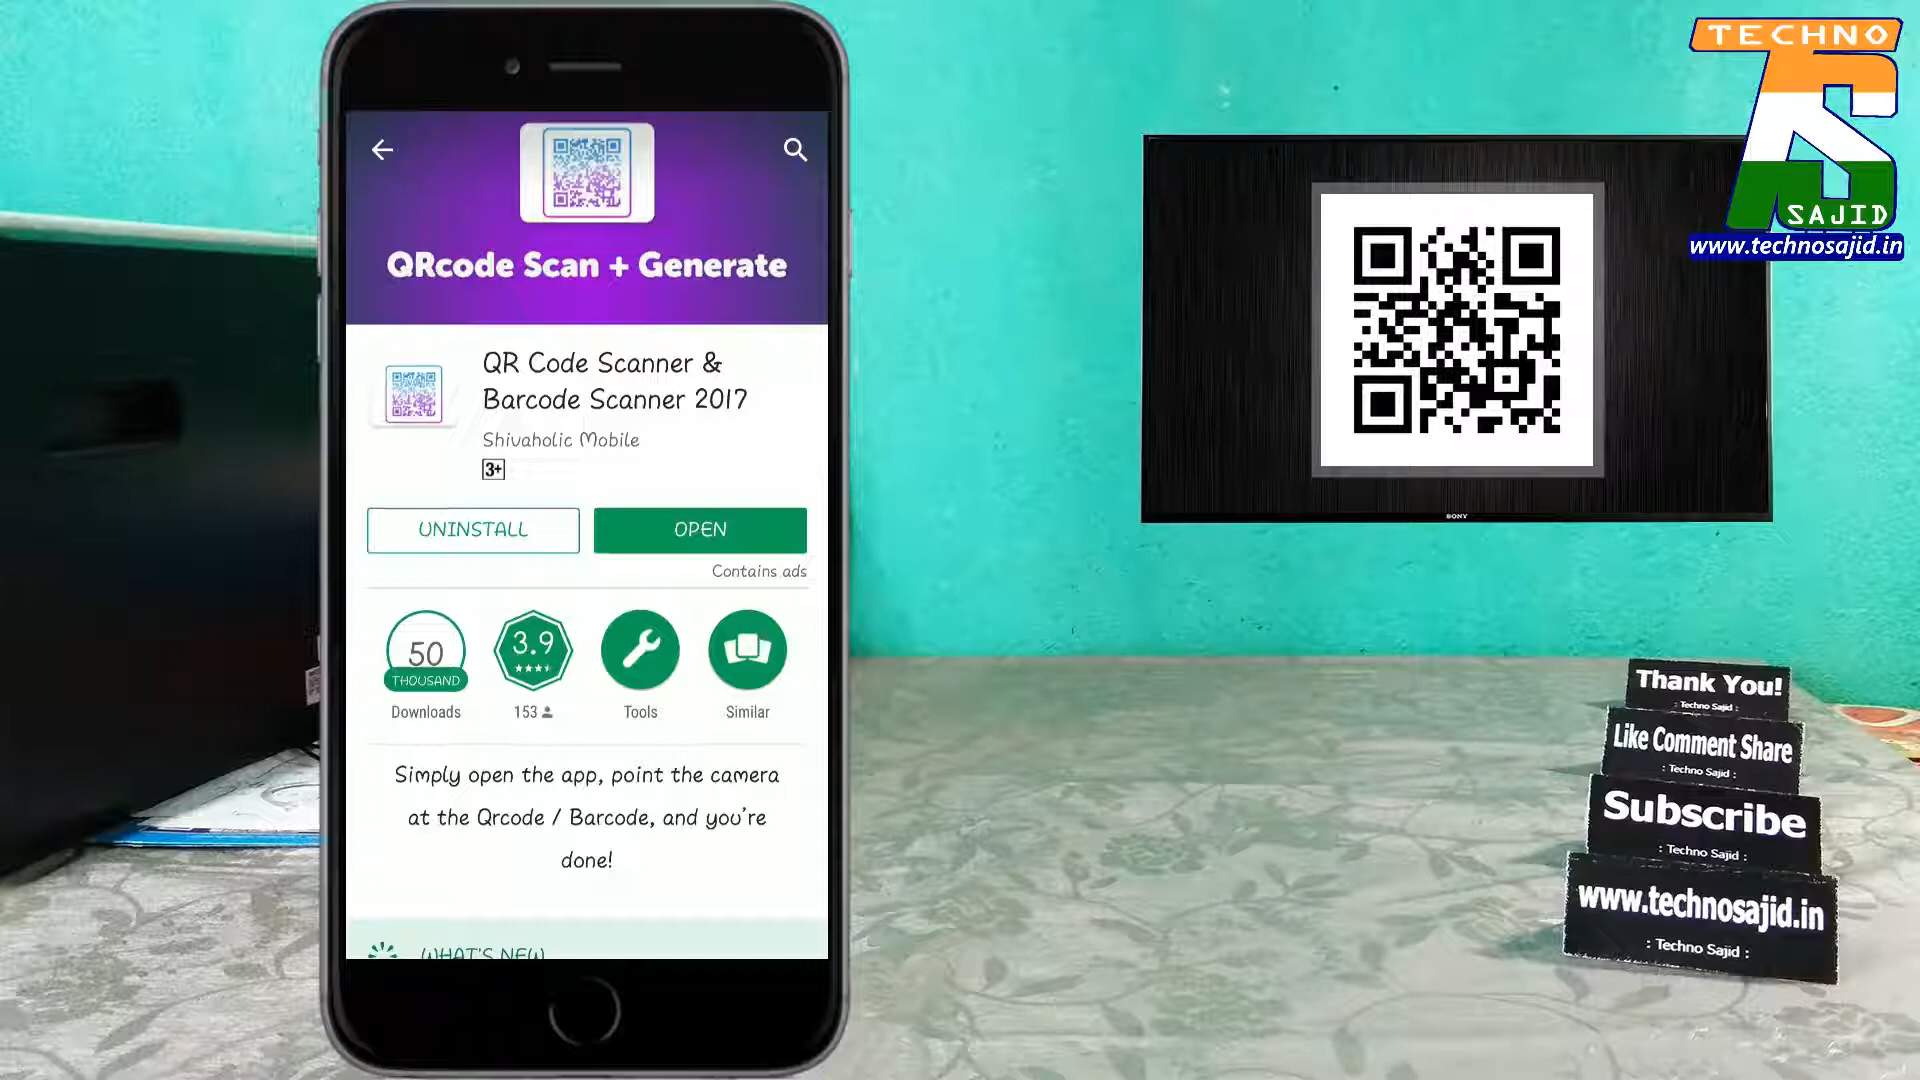 QRcode Scan + Generate
QR Code Scanner &
Barcode Scanner 2017
Shivaholic Mobile
3+
UNINSTALL
OPEN
Contains ads
50
THOUSAND
3.9
Downloads
153
Tools
Similar
Simply open the app, point the camera
at the Qrcode / Barcode, and you're
done!
WHAT'S NEW
TECHNO
TS
SAJID
www.technosajid.in
SONY
Thank You!
: Techno Sajid :
Like Comment Share
: Techno Sajid :
Subscribe
: Techno Sajid :
www.technosajid.in
: Techno Sajid :